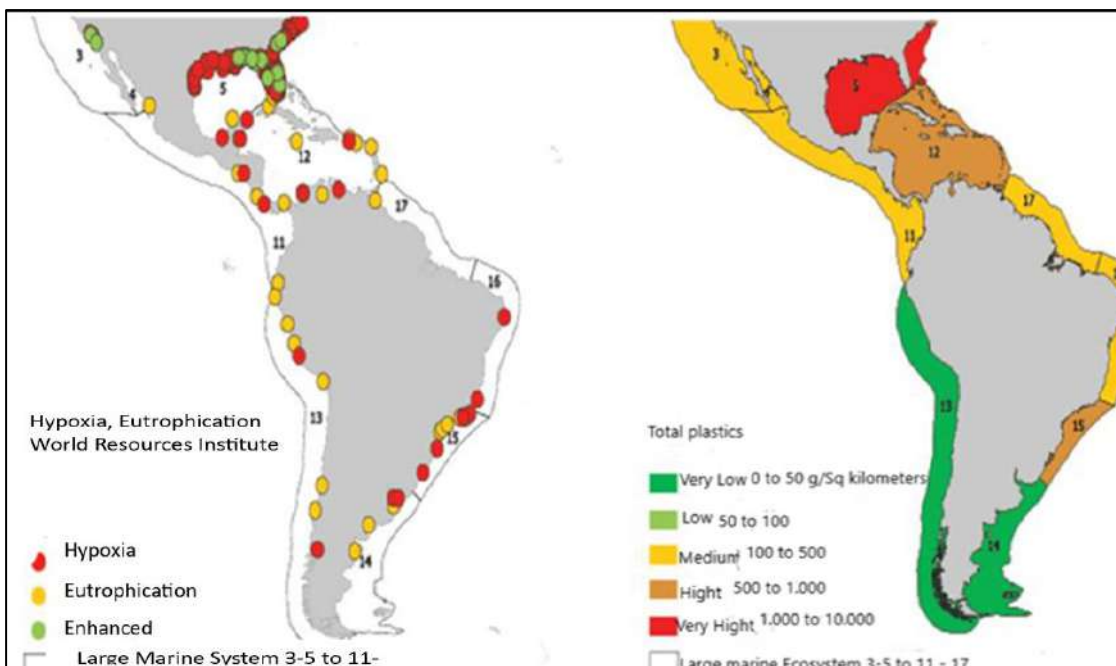 3
4
5
12
17
11
16
13
15
14
Hypoxia, Eutrophication
World Resources Institute
Hypoxia
Eutrophication
Enhanced
Large Marine System 3-5 to 11-
3
4
5
12
17
11
13
15
14
Total plastics
Very Low 0 to 50 g/Sq kilometers
Low 50 to 100
Medium 100 to 500
Hight 500 to 1.000
Very Hight 1.000 to 10.000
Large marine Ecosystem 3-5 to 11 - 17